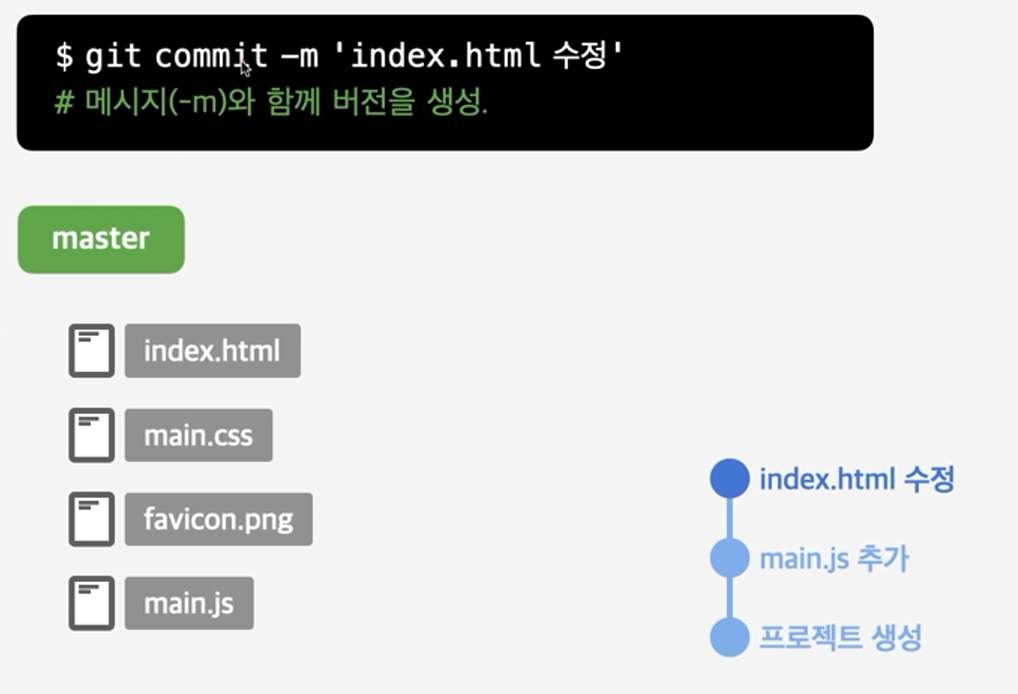 $ git commit -m 'index.html 수정'
# 메시지(-m)와 함께 버전을 생성.
master
index.html
main.css
favicon.png
main.js
index.html 수정
main.js 추가
프로젝트 생성